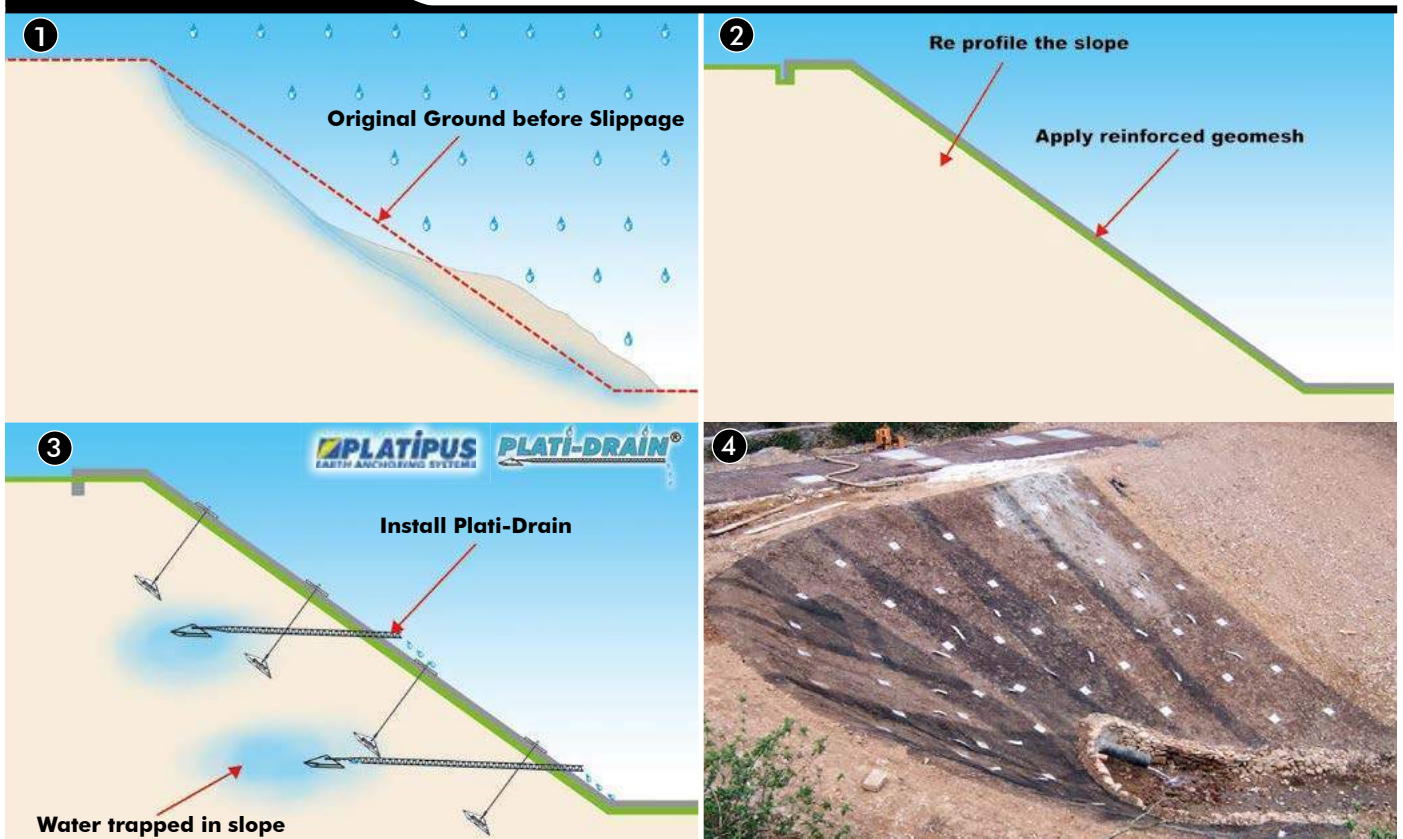 1
Original Ground before Slippage
2
Re profile the slope
Apply reinforced geomesh
3
PLATIPUS
EARTH ANCHORING SYSTEMS
PLATI-DRAIN®
Install Plati-Drain
Water trapped in slope
4